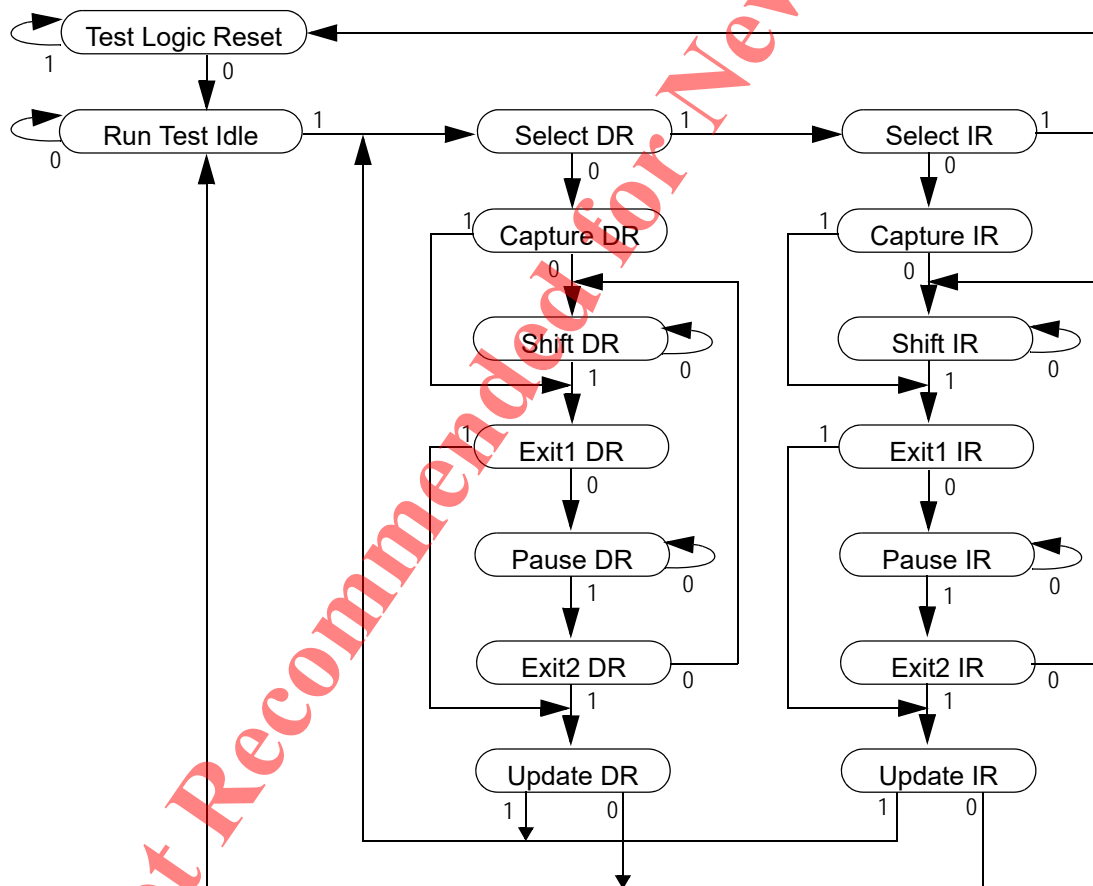 Test Logic Reset
1
0
Run Test Idle
0
1
Select DR
1
0
Select IR
1
0
Capture DR
1
0
Capture IR
1
0
Shift DR
0
1
Shift IR
0
1
Exit1 DR
1
0
Exit1 IR
1
0
Pause DR
0
1
Pause IR
0
1
Exit2 DR
0
1
Exit2 IR
0
1
Update DR
1
0
Update IR
1
0
Recommended for New